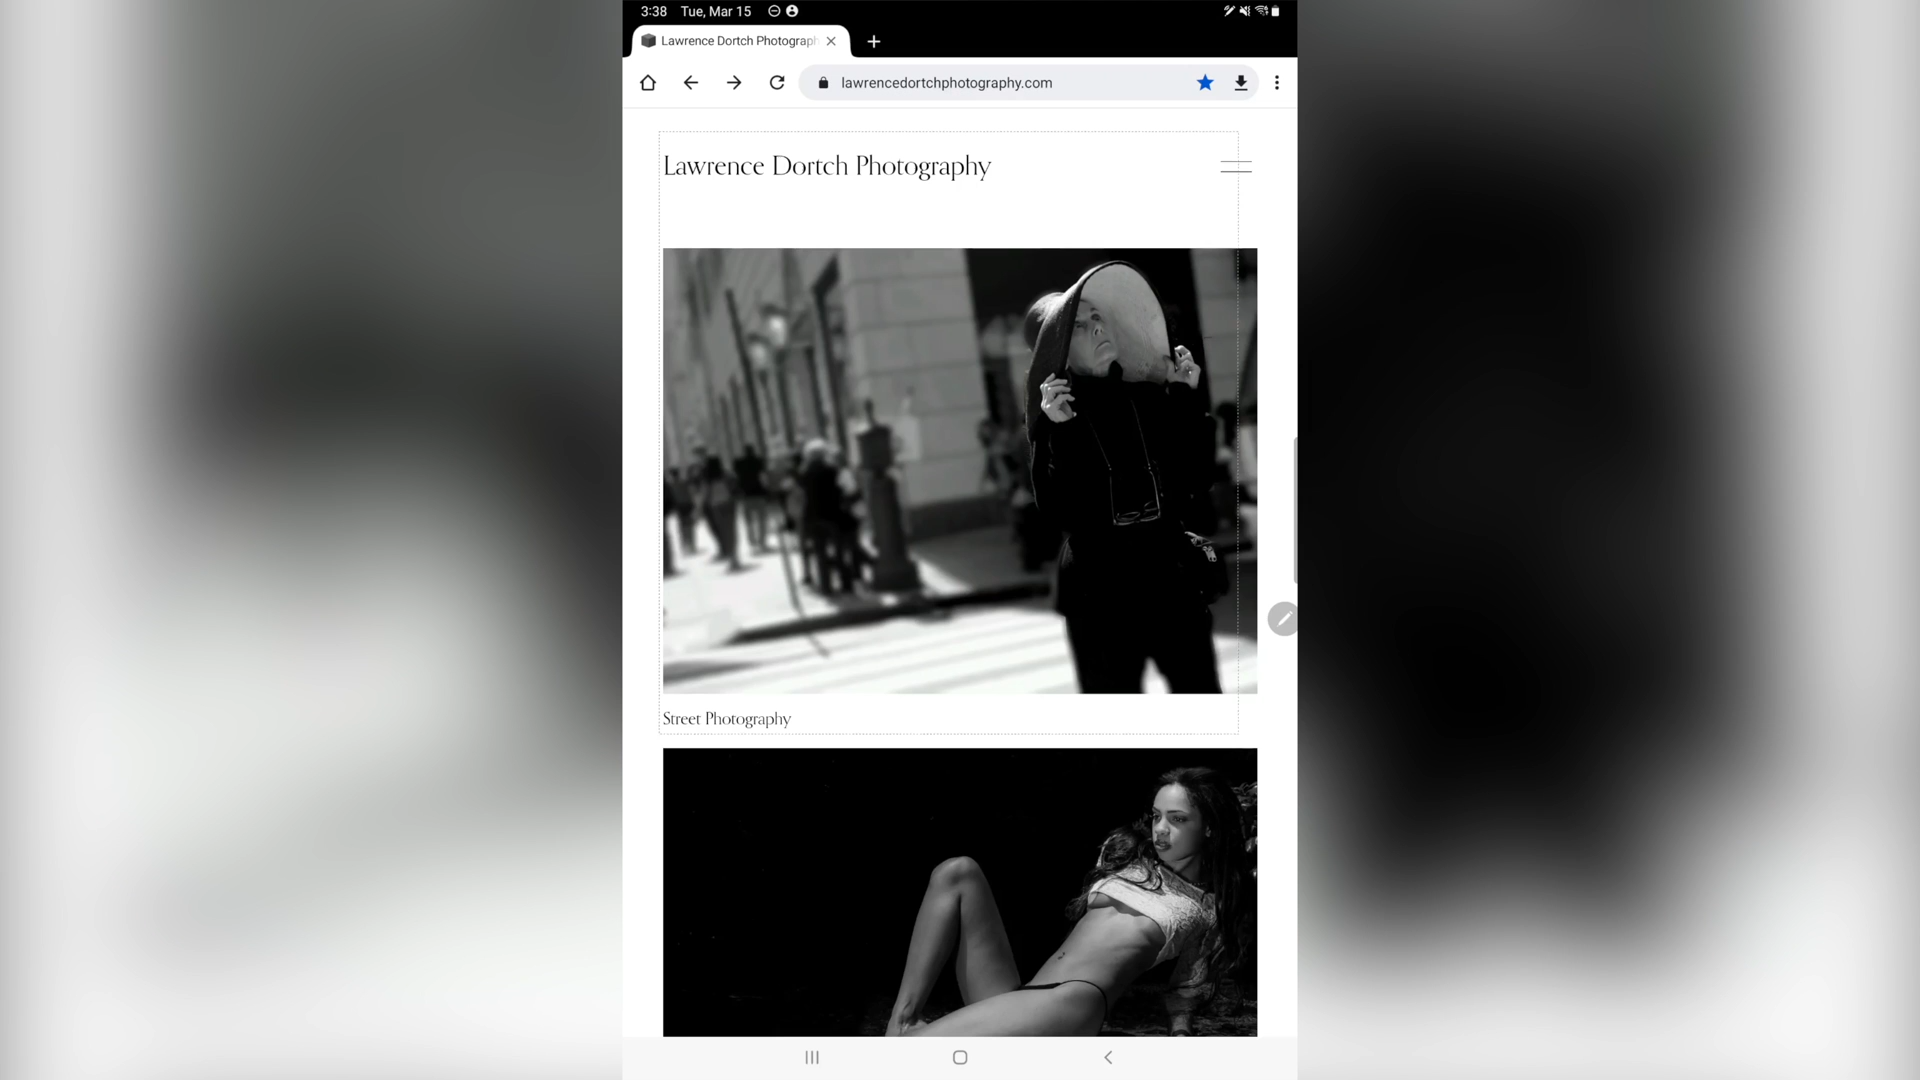 3:38 Tue, Mar 15
Lawrence Dortch Photograph
lawrencedortchphotography.com
Lawrence Dortch Photography
Street Photography